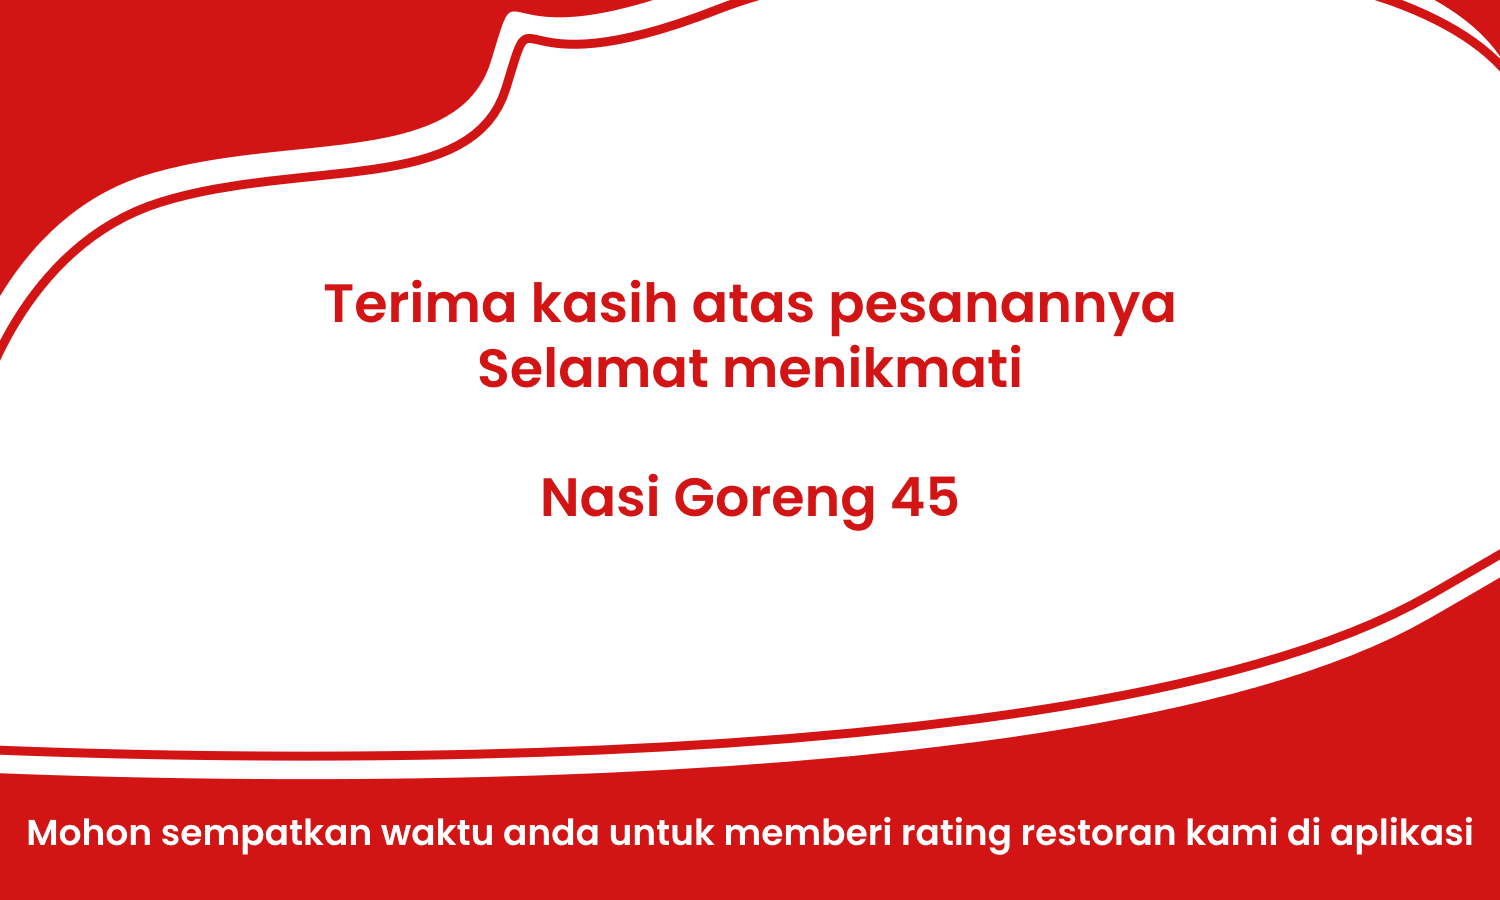 Terima kasih atas pesanannya
Selamat menikmati
Nasi Goreng 45
Mohon sempatkan waktu anda untuk memberi rating restoran kami di aplikasi